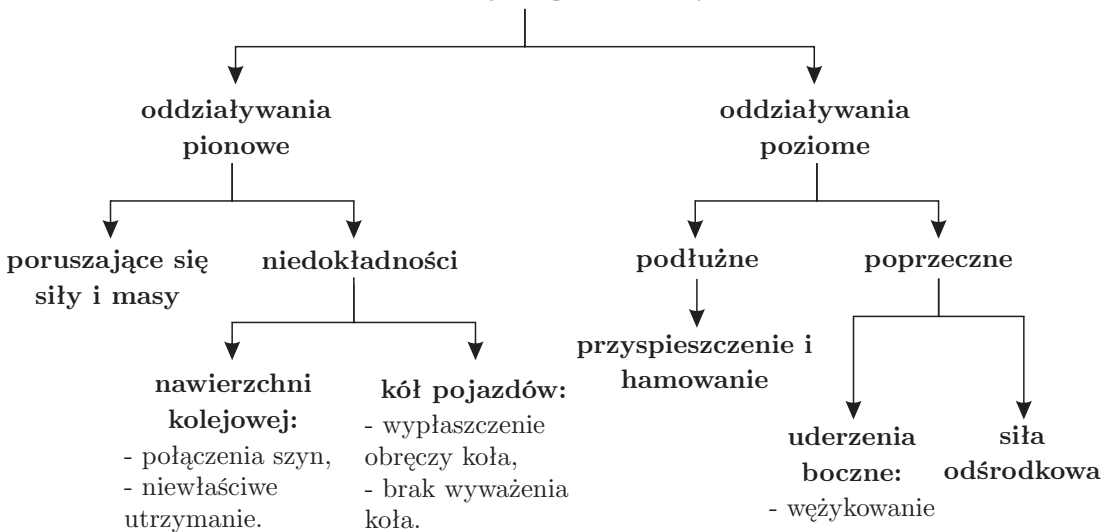 oddziaływania
pionowe
oddziaływania
poziome
poruszające się
siły i masy
niedokładności
podłużne
poprzeczne
nawierzchni
kolejowej:
- połączenia szyn,
- niewłaściwe
utrzymanie.
kół pojazdów:
- wypłaszczenie
obręczy koła,
- brak wyważenia
koła.
przyspieszczenie i
hamowanie
uderzenia
boczne:
- wężykowanie
siła
odśrodkowa